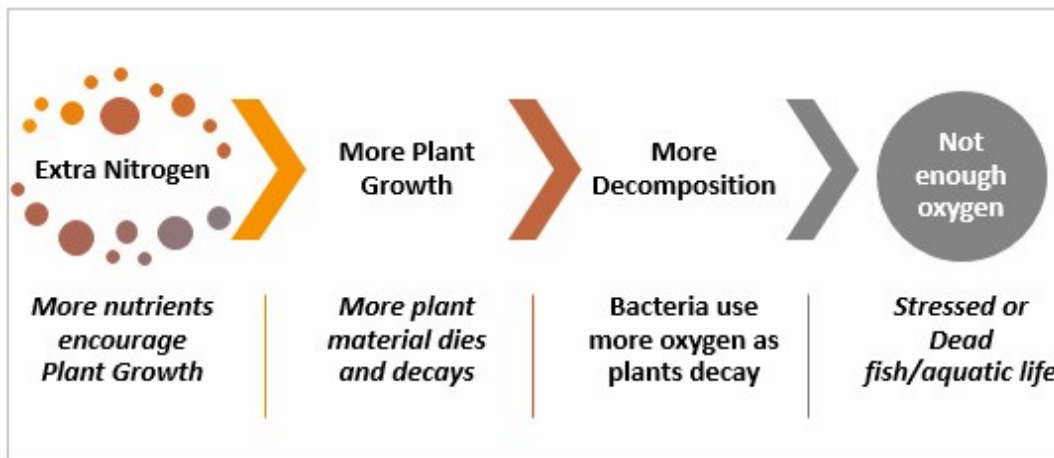 Extra Nitrogen
More Plant
Growth
More
Decomposition
Not
enough
oxygen
More nutrients
encourage
Plant Growth
More plant
material dies
and decays
Bacteria use
more oxygen as
plants decay
Stressed or
Dead
fish/aquatic life